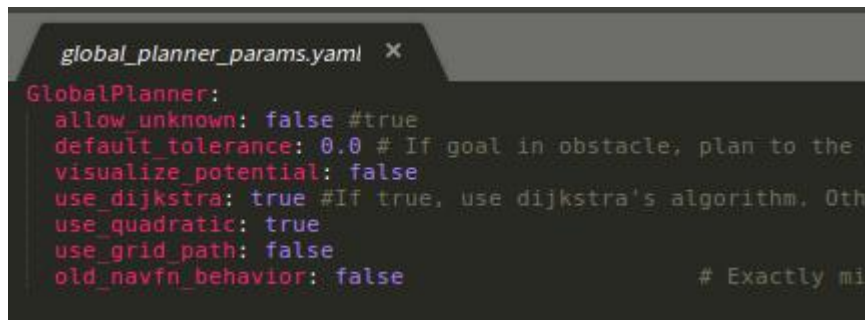 global_planner_params.yaml ×
GlobalPlanner:
allow_unknown: false #true
default_tolerance: 0.0 # If goal in obstacle, plan to the
visualize_potential: false
use_dijkstra: true #If true, use dijkstra's algorithm. Oth
use_quadratic: true
use_grid_path: false
old_navfn_behavior: false # Exactly mi